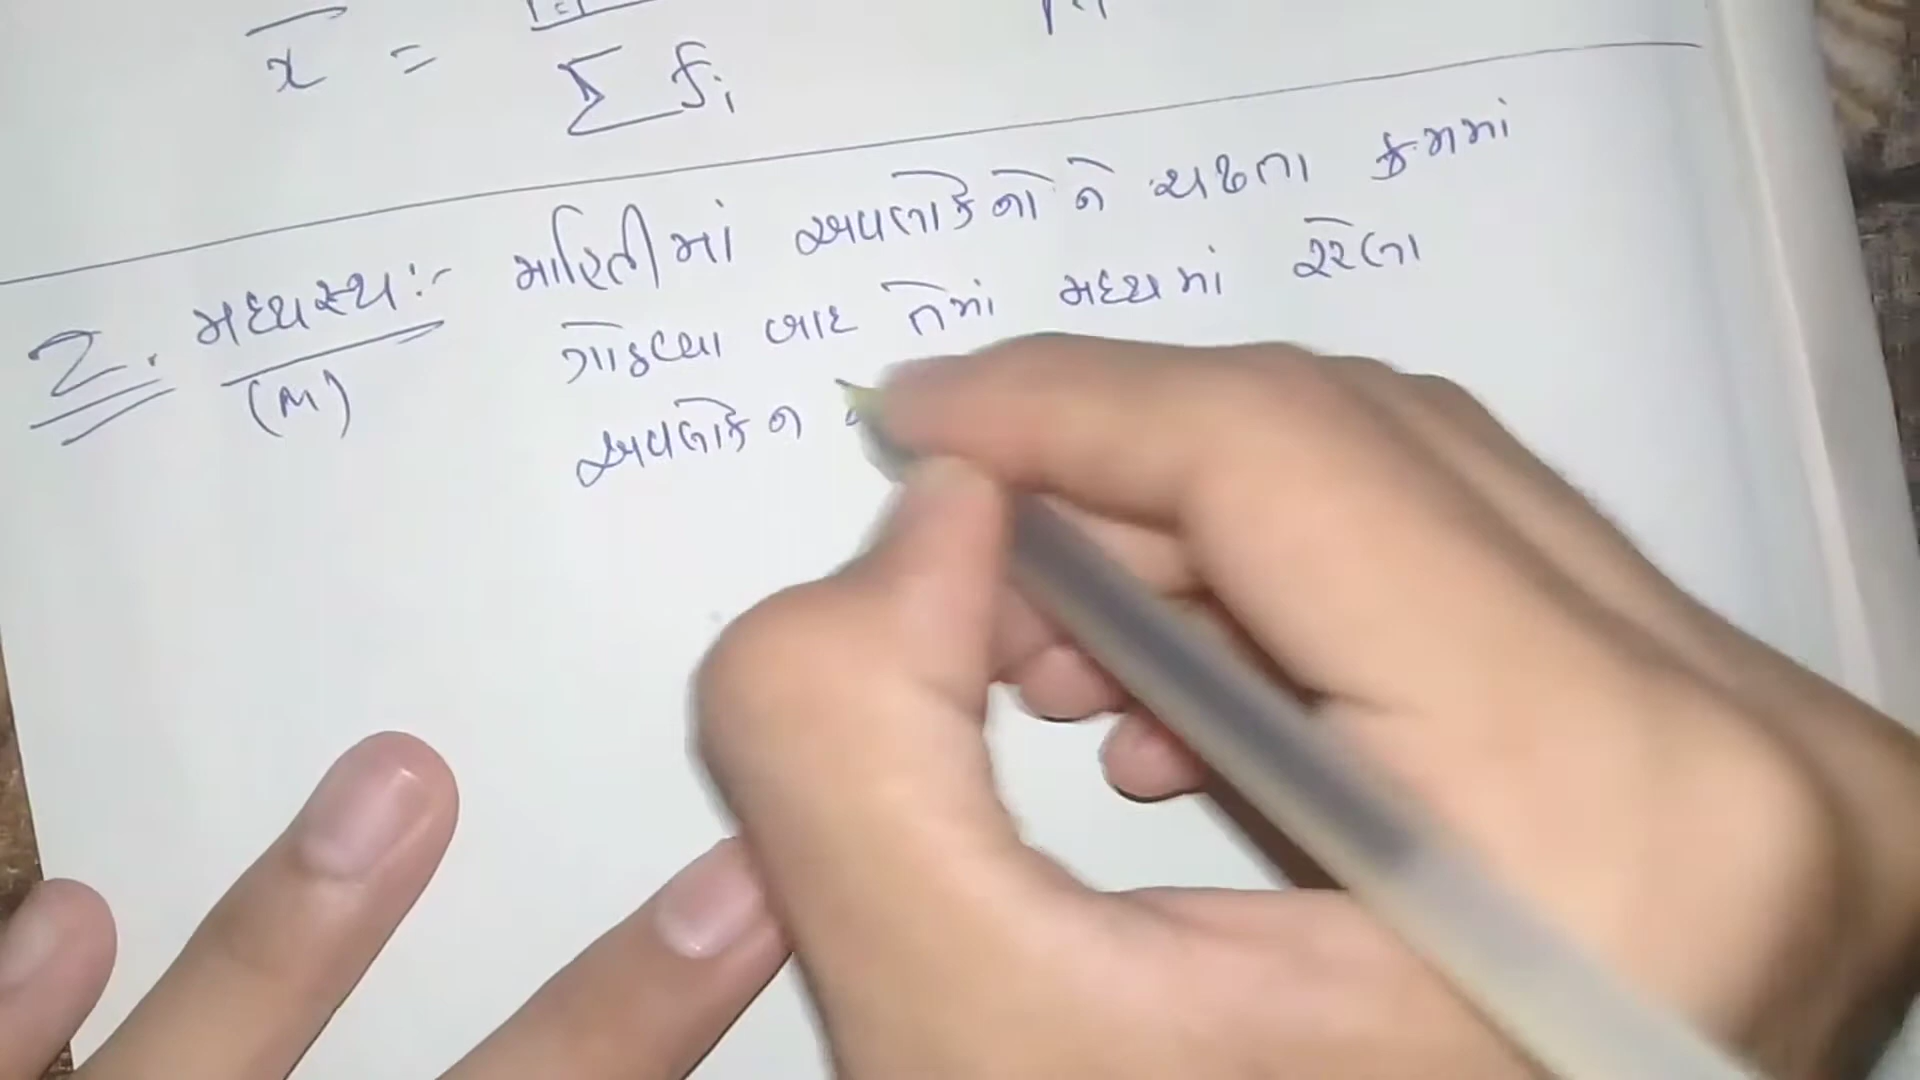 x̄ = ∑ fᵢ
2. મધ્યસ્થ :- માહિતીમાં અવલોકનોને ચઢતા ક્રમમાં
(M) ગોઠવ્યા બાદ તેમાં મધ્યમાં રહેલા
અવલોકન